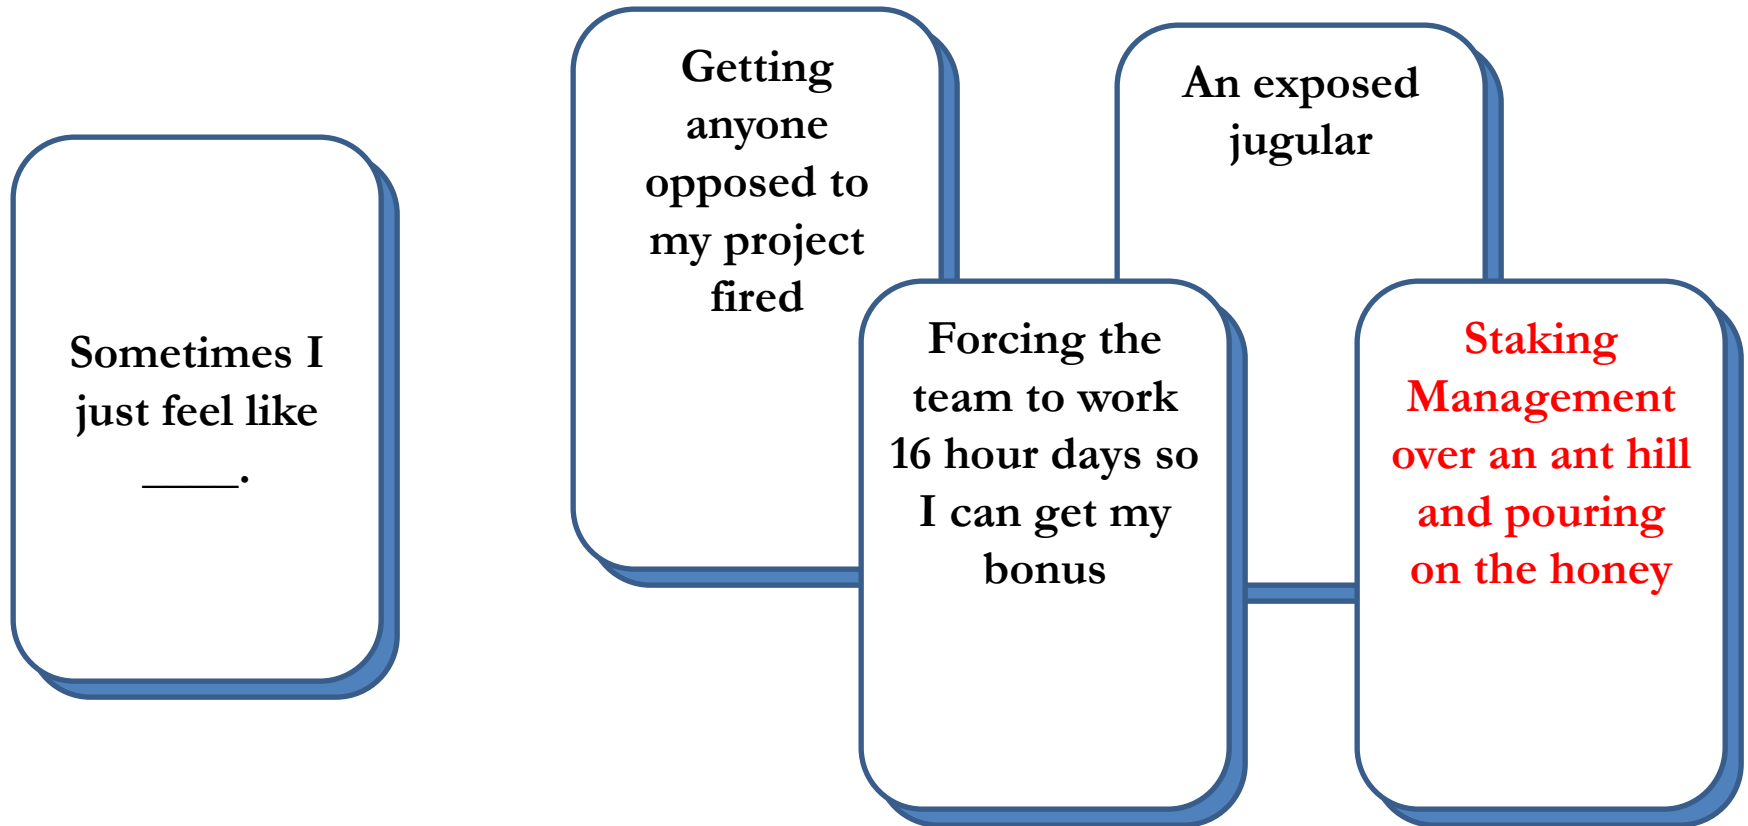 Sometimes I
just feel like
____.
Getting
anyone
opposed to
my project
fired
An exposed
jugular
Forcing the
team to work
16 hour days so
I can get my
bonus
Staking
Management
over an ant hill
and pouring
on the honey